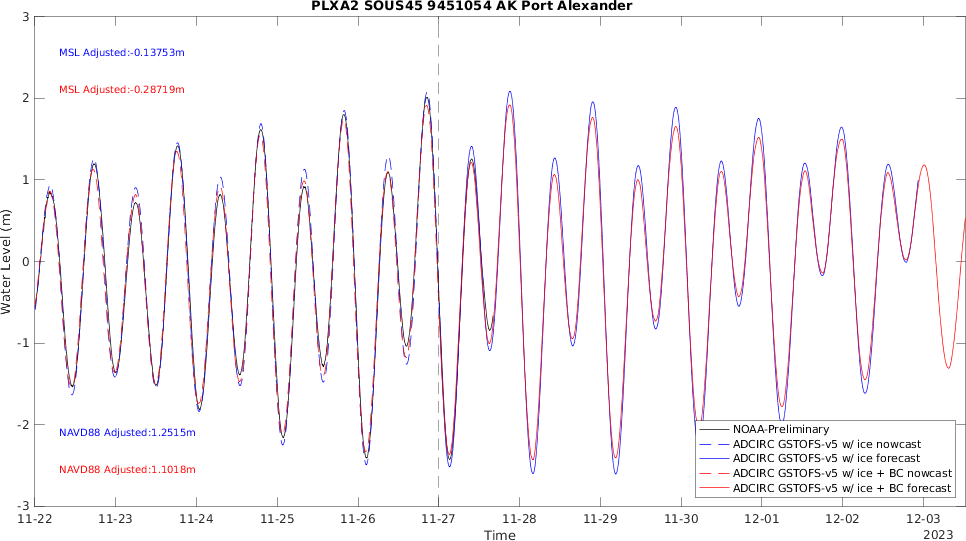 PLXA2 SOUS45 9451054 AK Port Alexander
3
MSL Adjusted:-0.13753m
MSL Adjusted:-0.28719m
2
1
Water Level (m)
0
-1
-2
NAVD88 Adjusted:1.2515m
NAVD88 Adjusted:1.1018m
-3
NOAA-Preliminary
ADCIRC GSTOFS-v5 w/ ice nowcast
ADCIRC GSTOFS-v5 w/ ice forecast
ADCIRC GSTOFS-v5 w/ ice + BC nowcast
ADCIRC GSTOFS-v5 w/ ice + BC forecast
11-22 11-23 11-24 11-25 11-26 11-27 11-28 11-29 11-30 12-01 12-02 12-03
Time
2023